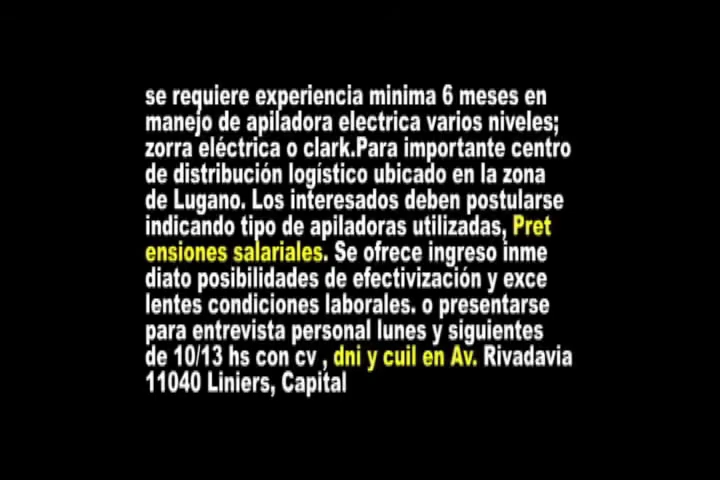 se requiere experiencia minima 6 meses en
manejo de apiladora electrica varios niveles;
zorra eléctrica o clark.Para importante centro
de distribución logístico ubicado en la zona
de Lugano. Los interesados deben postularse
indicando tipo de apiladoras utilizadas, Pret
ensiones salariales. Se ofrece ingreso inme
diato posibilidades de efectivización y exce
lentes condiciones laborales. o presentarse
para entrevista personal lunes y siguientes
de 10/13 hs con cv , dni y cuil en Av. Rivadavia
11040 Liniers, Capital